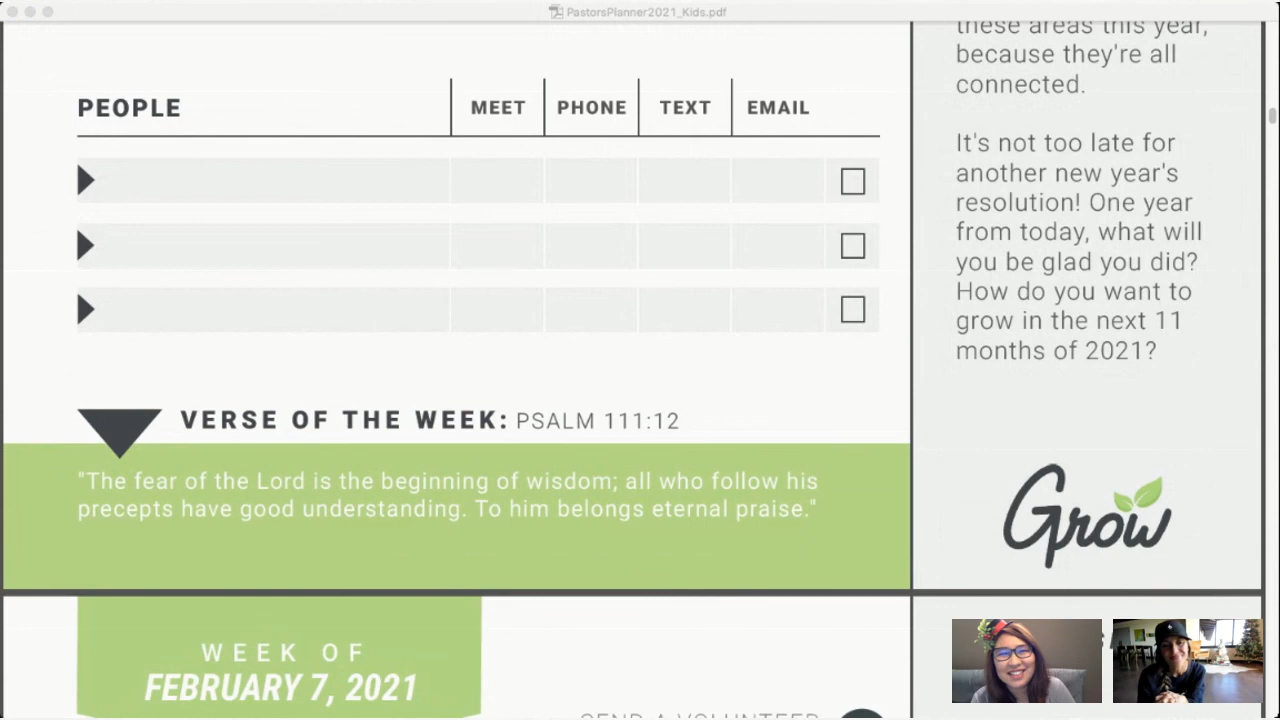 PastorsPlanner2021_Kids.pdf
PEOPLE MEET PHONE TEXT EMAIL
VERSE OF THE WEEK: PSALM 111:12
"The fear of the Lord is the beginning of wisdom; all who follow his
precepts have good understanding. To him belongs eternal praise."
WEEK OF
FEBRUARY 7, 2021
SEND A VOLUNTEER
these areas this year,
because they're all
connected.
It's not too late for
another new year's
resolution! One year
from today, what will
you be glad you did?
How do you want to
grow in the next 11
months of 2021?
Grow